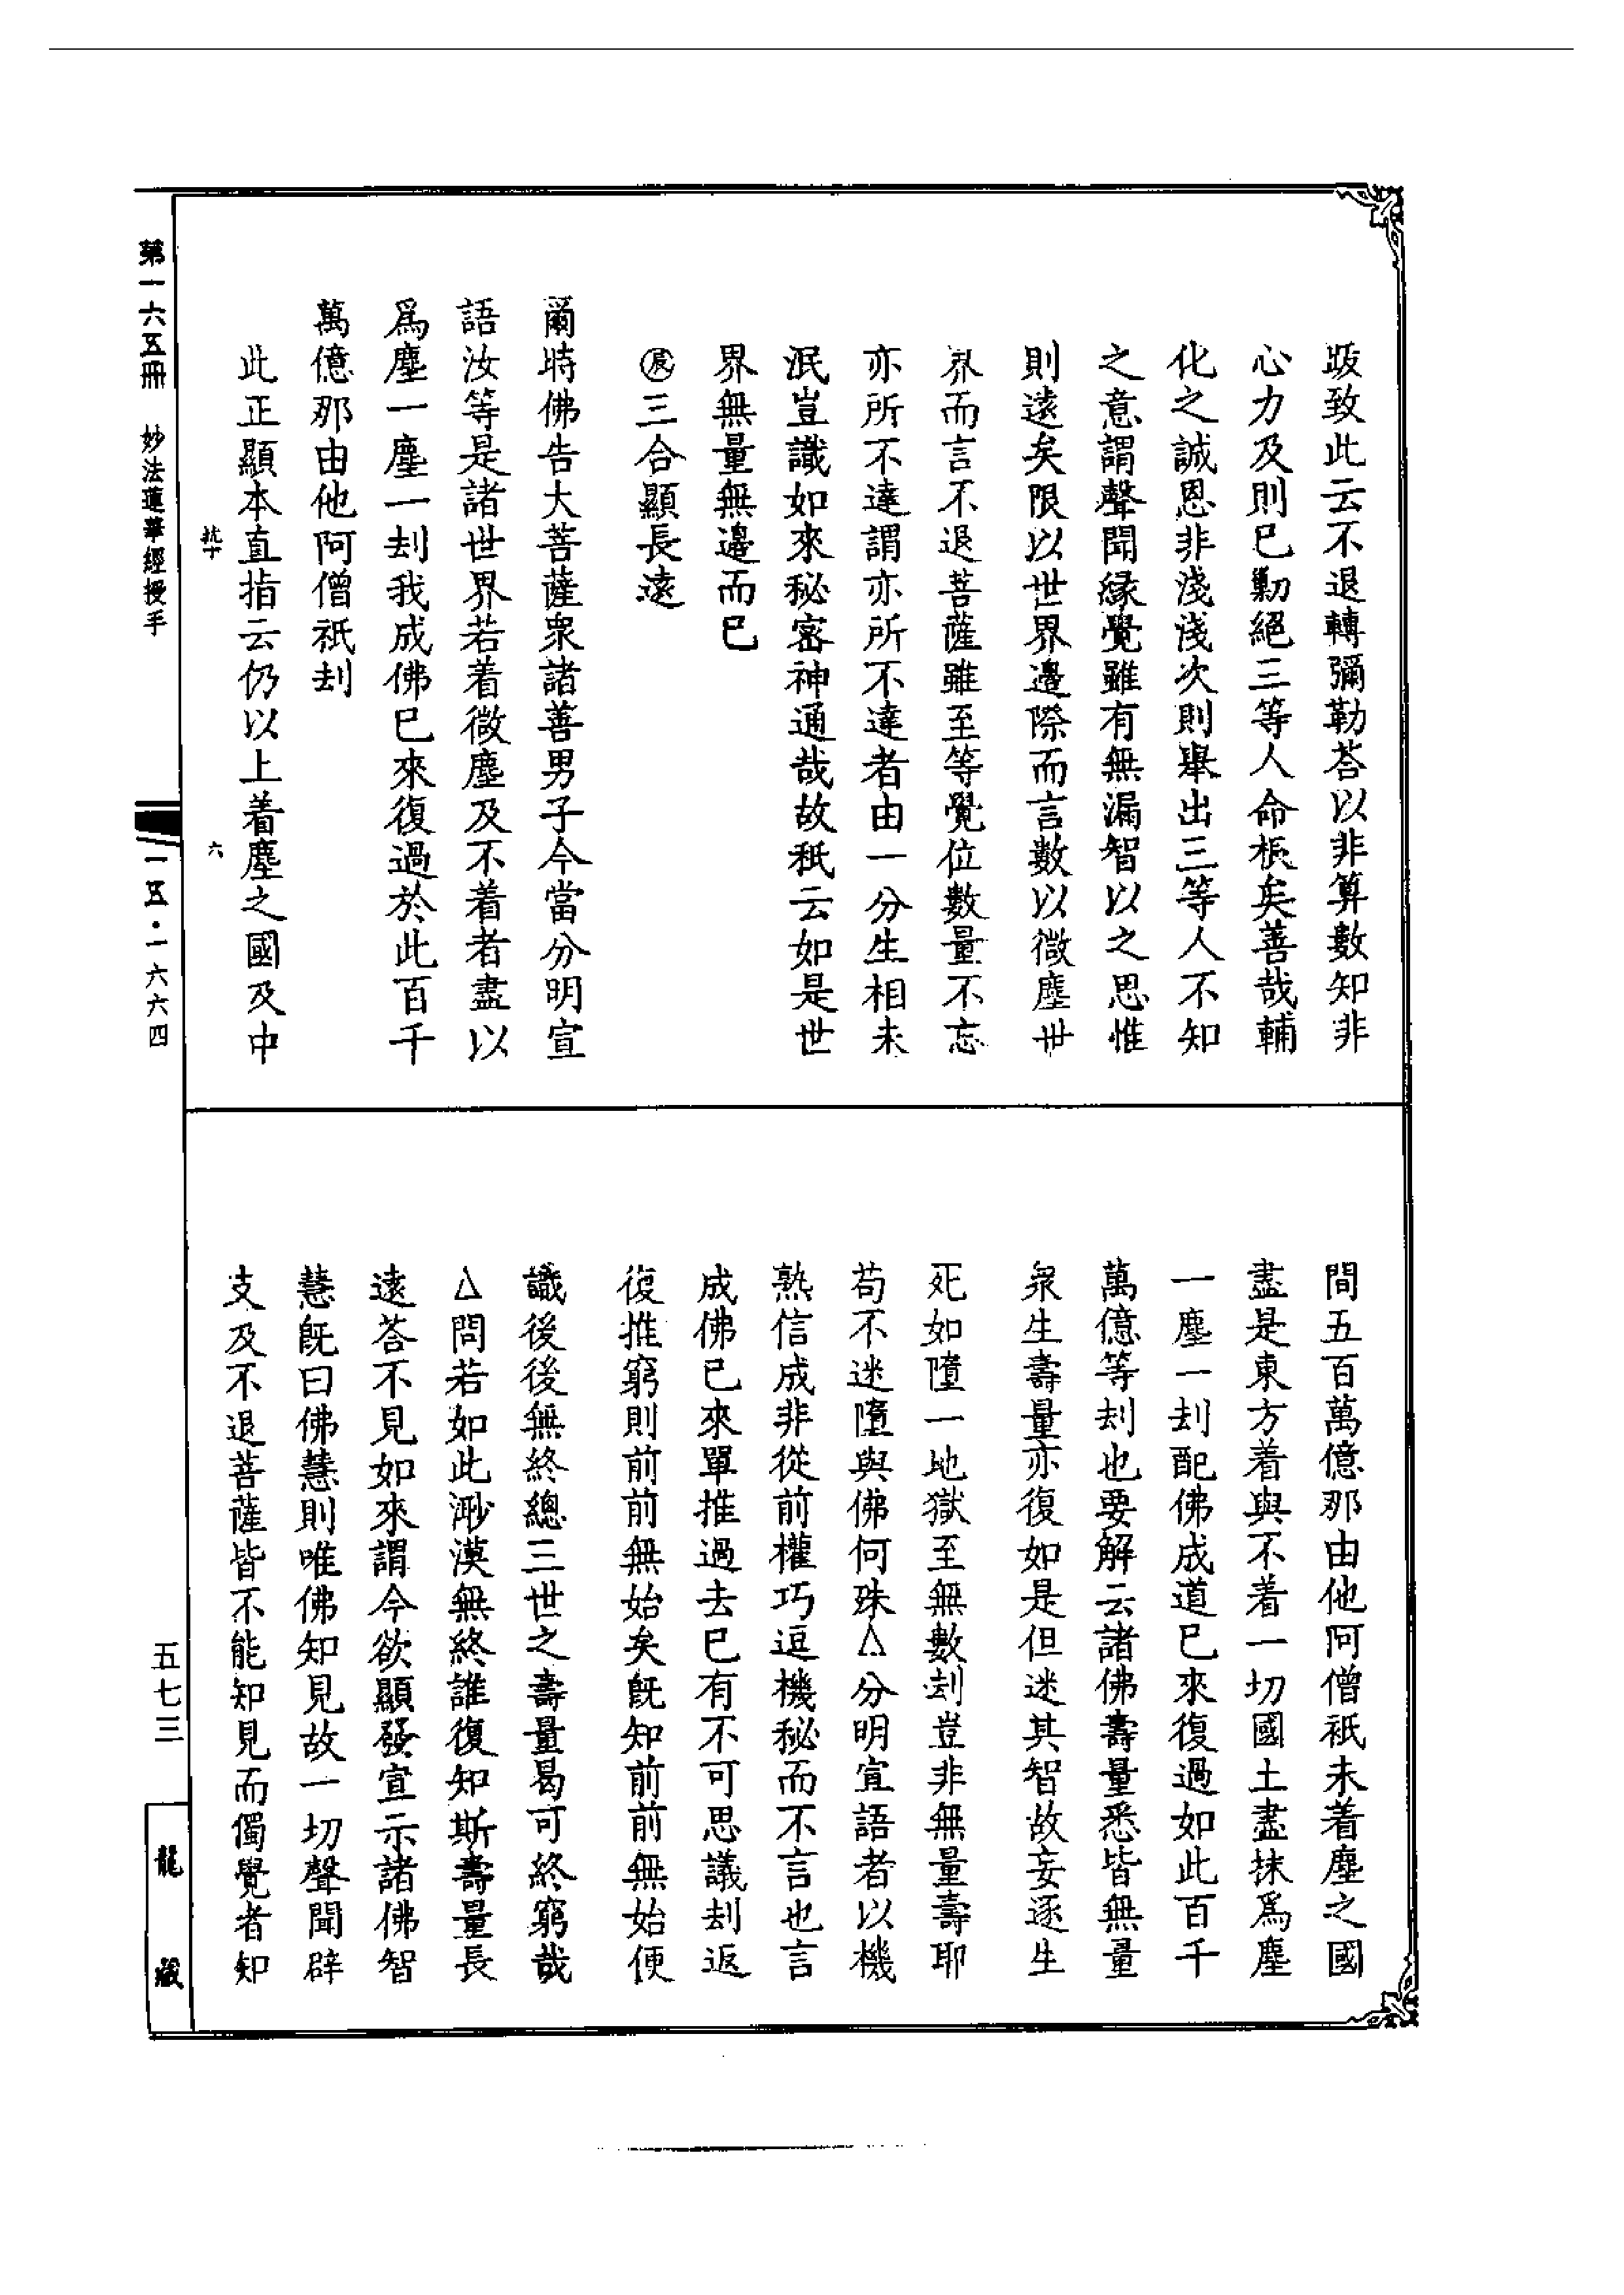 跋致此云不退轉彌勒荅以非算數知非
心力及則已勦絕三等人命根矣善哉輔
化之誠恩非淺淺次則舉出三等人不知
之意謂聲聞緣覺雖有無漏智以之思惟
則遠矣限以世界邊際而言數以微塵世
界而言不退菩薩雖至等覺位數量不忘
亦所不達謂亦所不達者由一分生相未
泯豈識如來秘密神通哉故秖云如是世
界無量無邊而已
㊁三合顯長遠
爾時佛告大菩薩衆諸善男子今當分明宣
語汝等是諸世界若着微塵及不着者盡以
爲塵一塵一刦我成佛已來復過於此百千
萬億那由他阿僧祇刦
此正顯本直指云仍以上着塵之國及中
六
間五百萬億那由他阿僧祇未着塵之國
盡是東方着與不着一切國土盡抹爲塵
一塵一刦配佛成道已來復過如此百千
萬億等刦也要解云諸佛壽量悉皆無量
衆生壽量亦復如是但迷其智故妄逐生
死如墮一地獄至無數刦豈非無量壽耶
苟不迷墮與佛何殊△分明宣語者以機
熟信成非從前權巧逗機秘而不言也言
成佛已來單推過去已有不可思議刦返
復推窮則前前無始矣旣知前前無始便
識後後無終總三世之壽量曷可終窮哉
△問若如此渺漠無終誰復知斯壽量長
遠荅不見如來謂今欲顯發宣示諸佛智
慧旣曰佛慧則唯佛知見故一切聲聞辟
支及不退菩薩皆不能知見而獨覺者知
第一六五冊 妙法蓮華經授手
一五·一六六四
五七三
龍藏